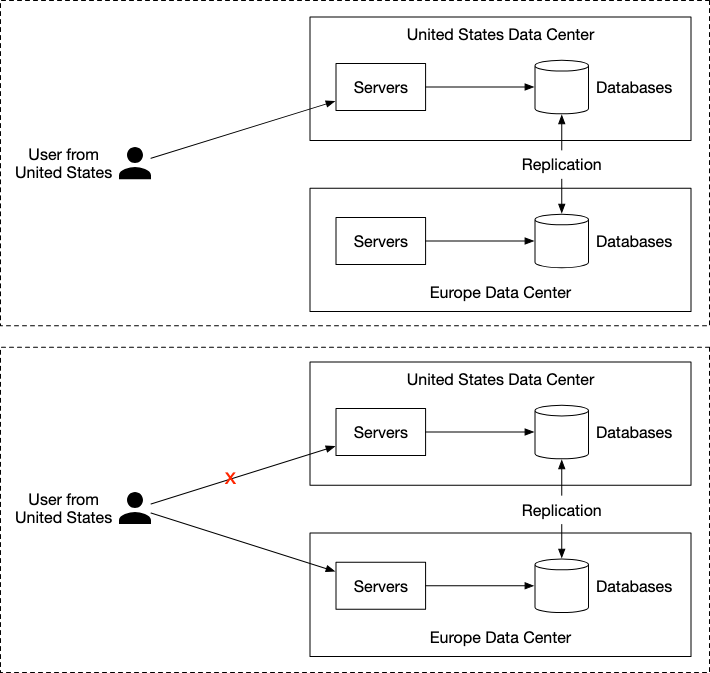 United States Data Center
Servers
Databases
User from
United States
Replication
Servers
Databases
Europe Data Center
United States Data Center
Servers
Databases
X
User from
United States
Replication
Servers
Databases
Europe Data Center